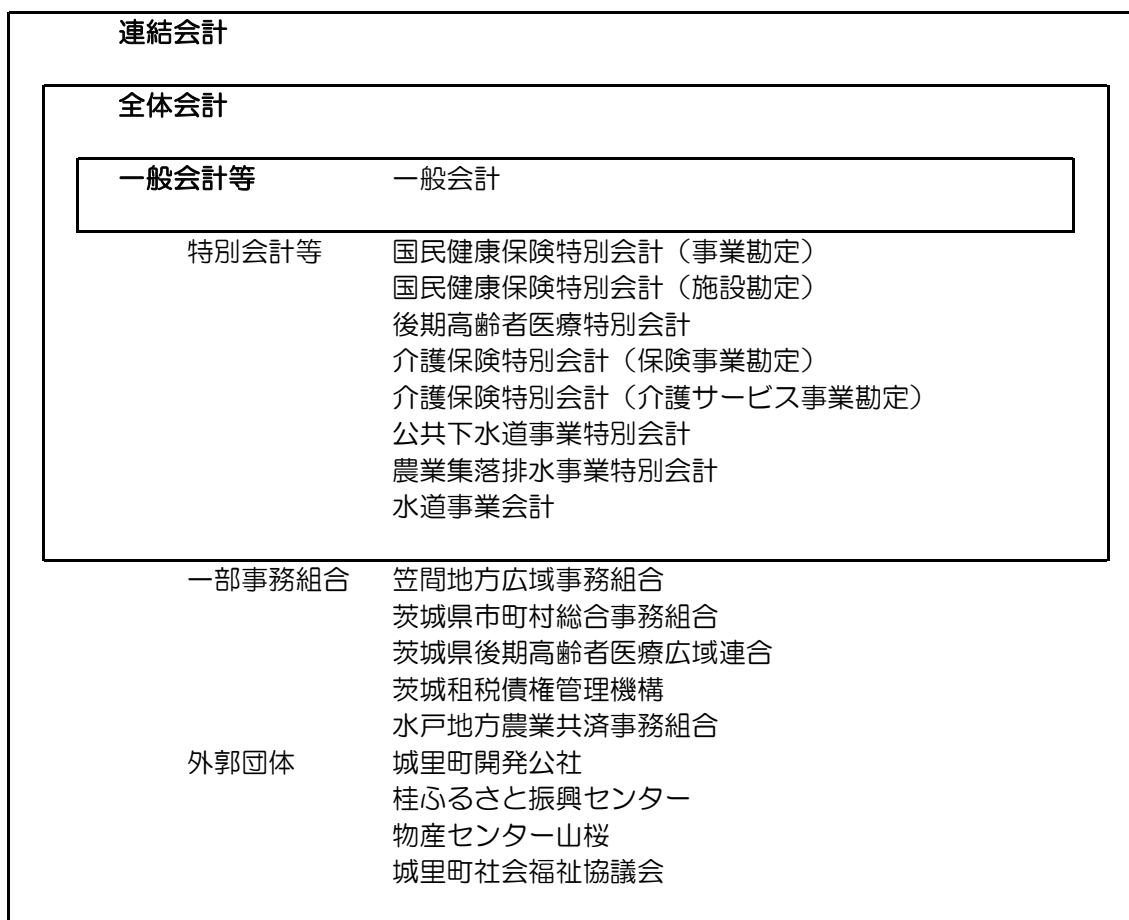 連結会計
全体会計
一般会計等 一般会計
特別会計等 国民健康保険特別会計（事業勘定）
国民健康保険特別会計（施設勘定）
後期高齢者医療特別会計
介護保険特別会計（保険事業勘定）
介護保険特別会計（介護サービス事業勘定）
公共下水道事業特別会計
農業集落排水事業特別会計
水道事業会計
一部事務組合 笠間地方広域事務組合
茨城県市町村総合事務組合
茨城県後期高齢者医療広域連合
茨城租税債権管理機構
水戸地方農業共済事務組合
外郭団体 城里町開発公社
桂ふるさと振興センター
物産センター山桜
城里町社会福祉協議会